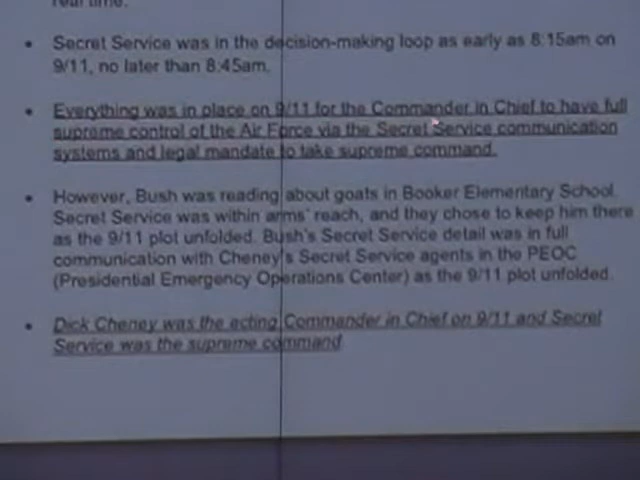 real time.
• Secret Service was in the decision-making loop as early as 8:15am on
9/11, no later than 8:45am.
• Everything was in place on 9/11 for the Commander in Chief to have full
supreme control of the Air Force via the Secret Service communication
systems and legal mandate to take supreme command.
• However, Bush was reading about goats in Booker Elementary School.
Secret Service was within arms' reach, and they chose to keep him there
as the 9/11 plot unfolded. Bush's Secret Service detail was in full
communication with Cheney's Secret Service agents in the PEOC
(Presidential Emergency Operations Center) as the 9/11 plot unfolded.
• Dick Cheney was the acting Commander in Chief on 9/11 and Secret
Service was the supreme command